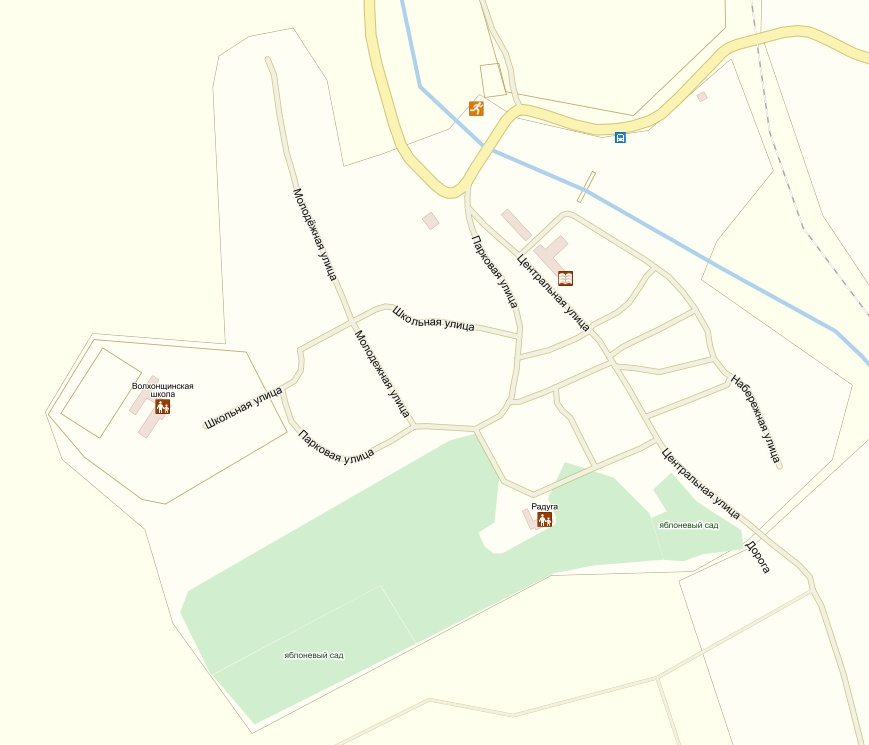 Молодёжная улица
Парковая улица
Центральная улица
Школьная улица
Молодежная улица
Волхонщинская
школа
Школьная улица
Набережная улица
Парковая улица
Центральная улица
Радуга
яблоневый сад
Дорога
яблоневый сад